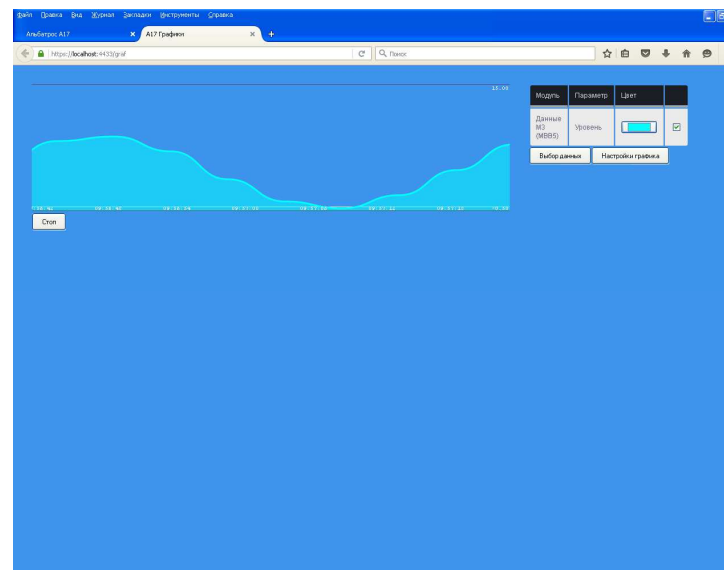 Файл Правка Вид Журнал Закладки Инструменты Справка
Альбатрос А17 × А17 Графики × +
https://localhost:4433/graf
Поиск
15.00
Модуль Параметр Цвет
Данные М3 (МВВ5) Уровень
Выбор данных Настройки графика
Стоп